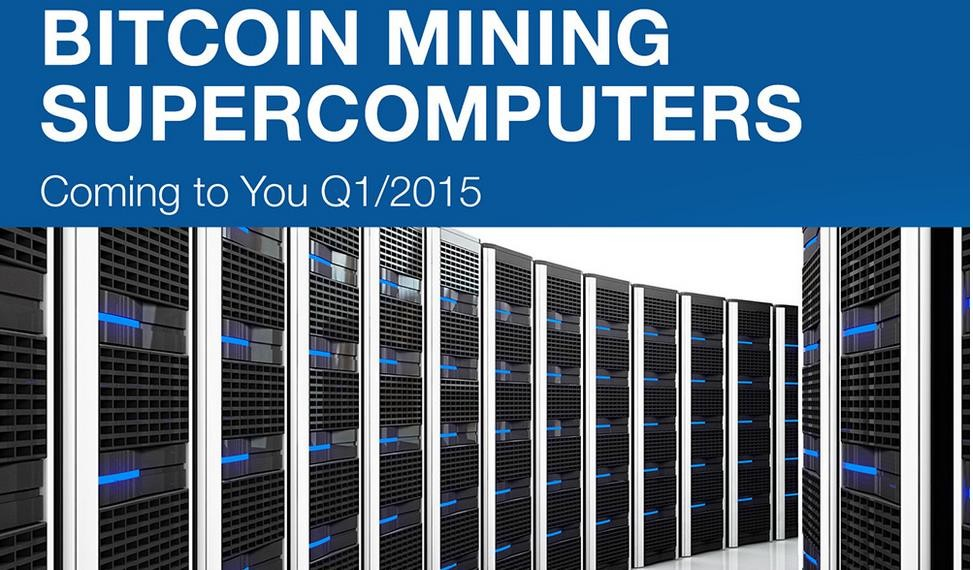 BITCOIN MINING
SUPERCOMPUTERS
Coming to You Q1/2015